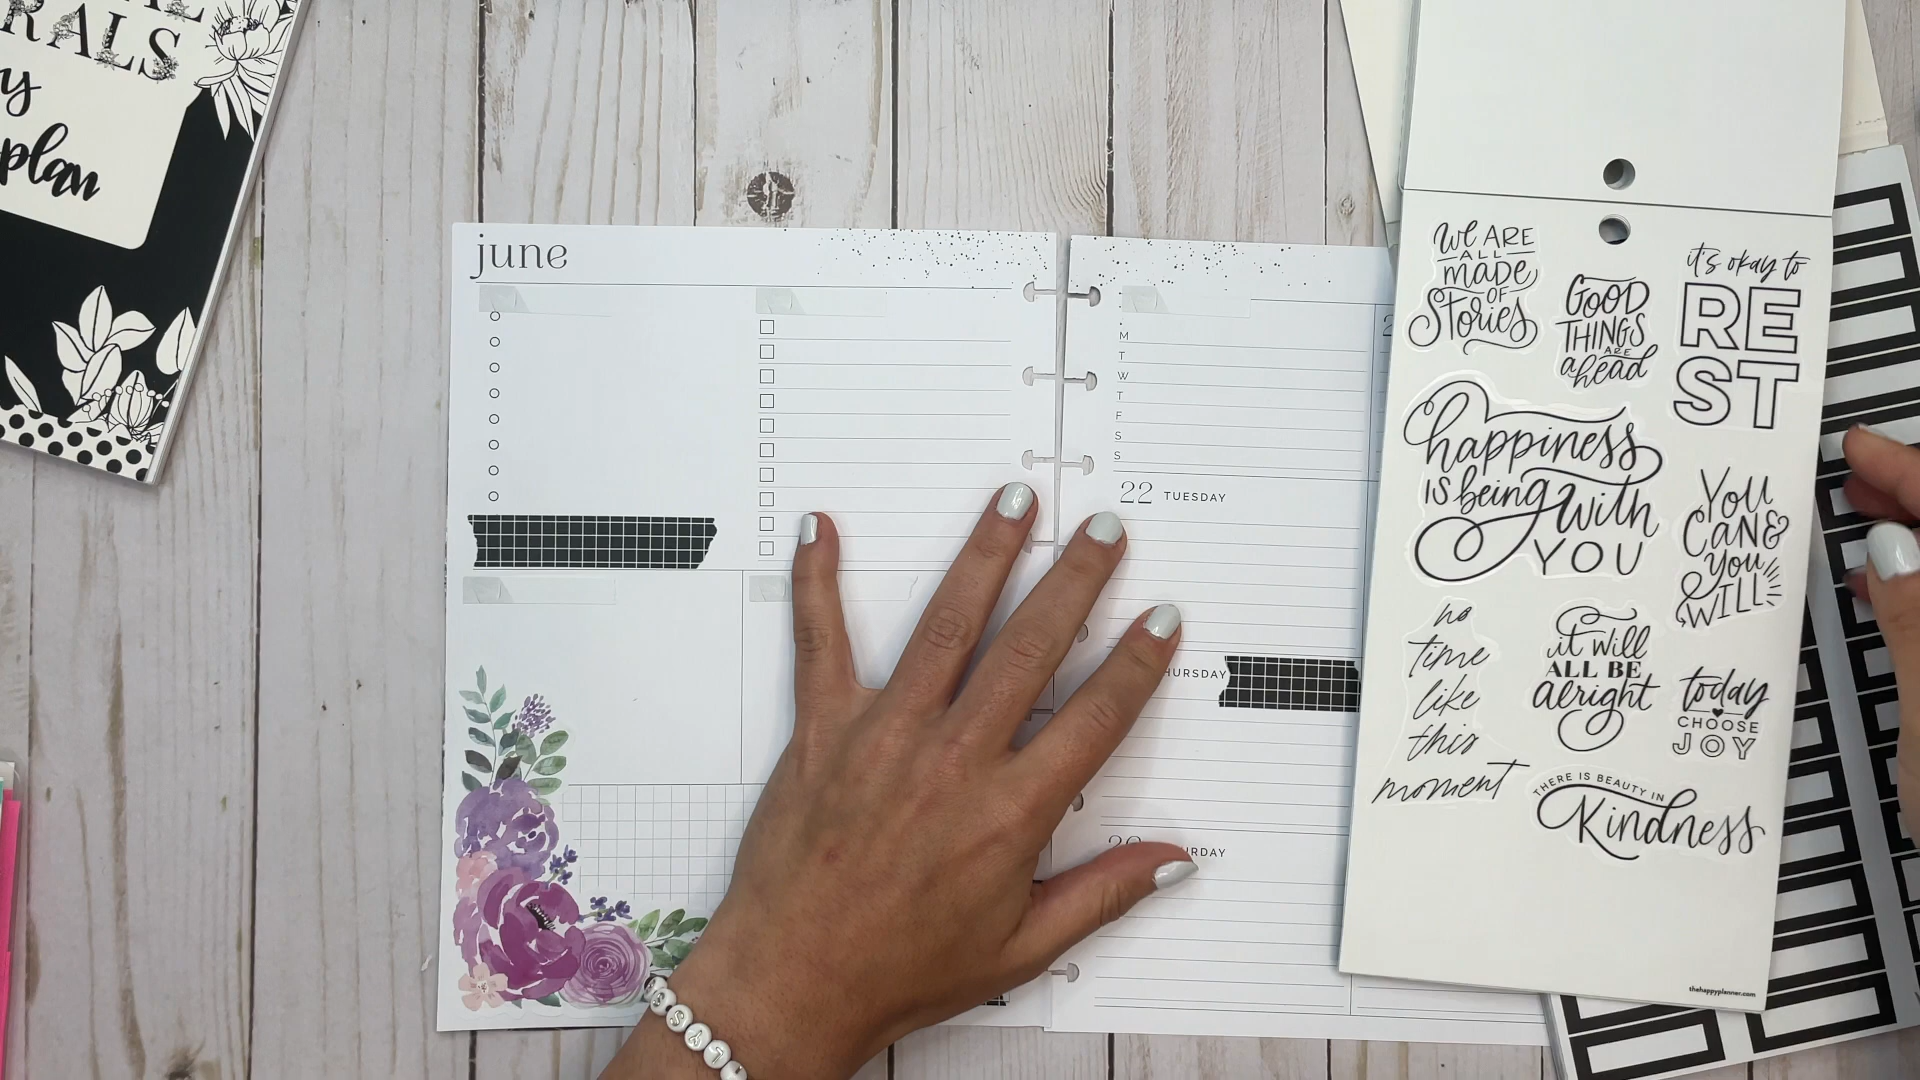 RALS
y
plan
june
M
T
W
T
F
S
S
22 TUESDAY
HURSDAY
URDAY
We ARE
ALL
made
OF
Stories
GOOD
THINGS
ARE
ahead
it's okay to
RE
ST
happiness
is being with
YOU
YOU
CAN &
you
WILL
no
time
like
this
moment
it will
ALL BE
alright
today
CHOOSE
JOY
THERE IS BEAUTY IN
Kindness
thehappyplanner.com